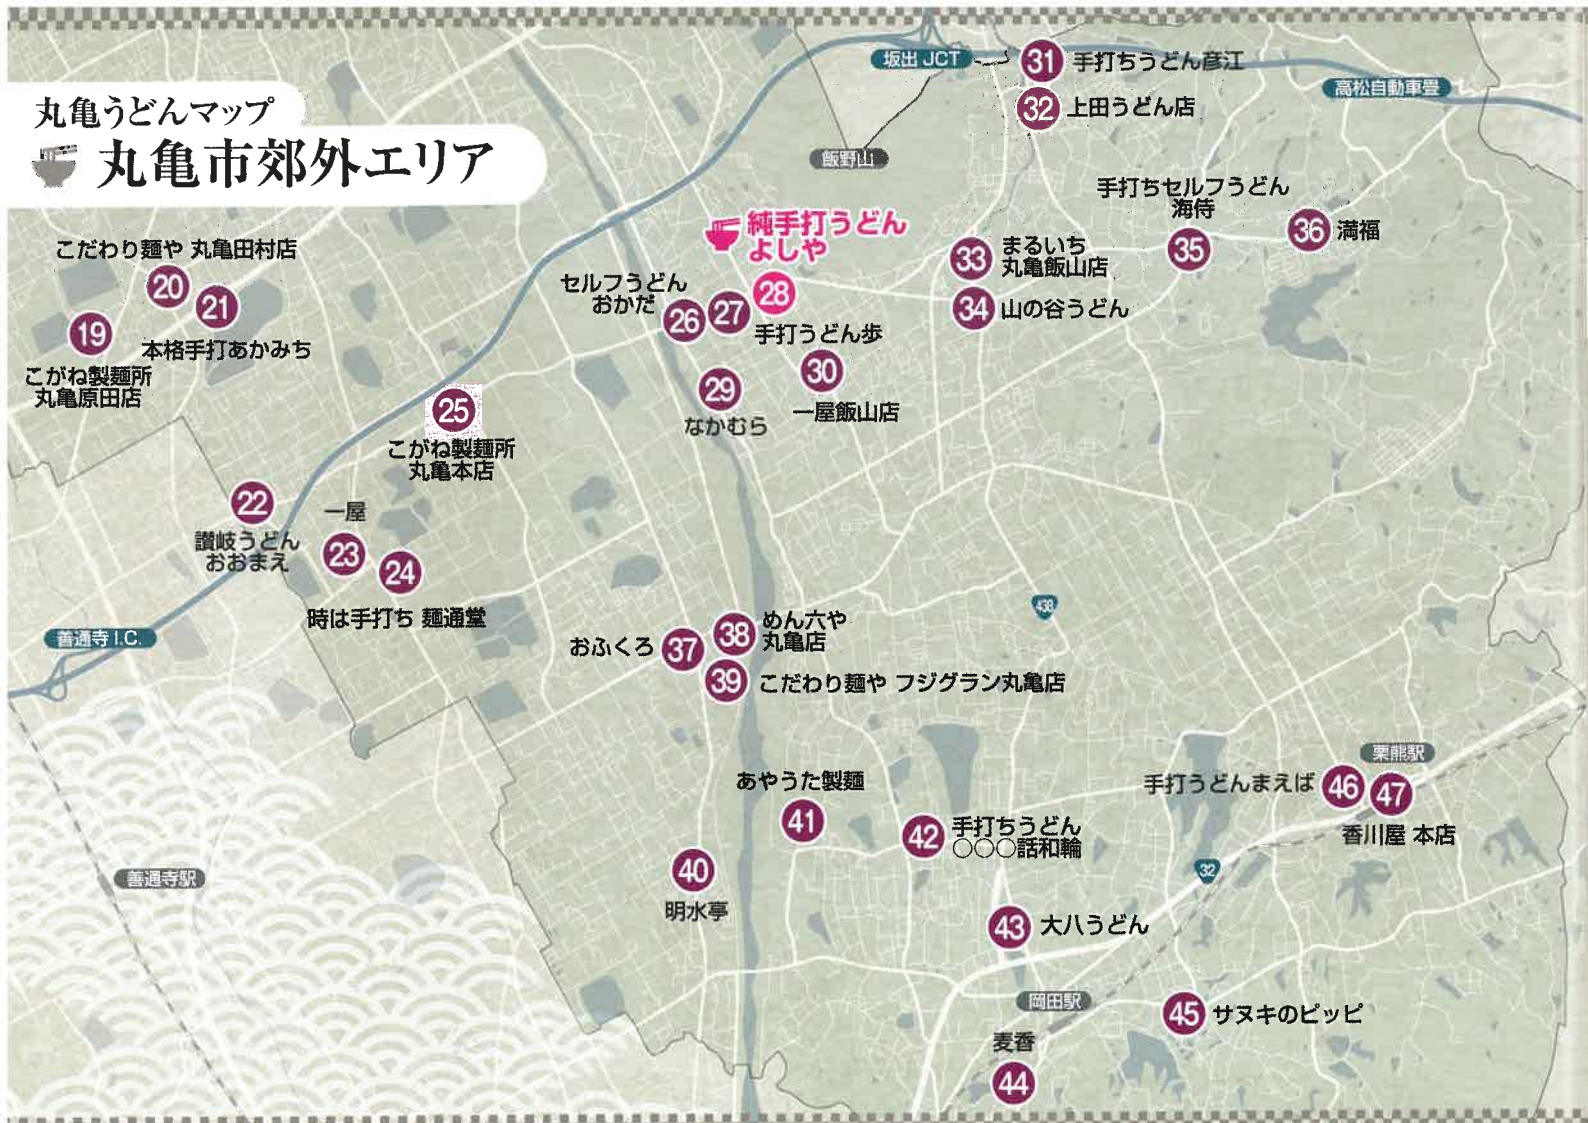 丸亀うどんマップ
丸亀市郊外エリア
坂出 JCT
31 手打ちうどん彦江
32 上田うどん店
高松自動車畳
飯野山
手打ちセルフうどん
海侍
35
36 満福
純手打うどん
よしや
28
33 まるいち
丸亀飯山店
34 山の谷うどん
こだわり麺や 丸亀田村店
20
21
本格手打あかみち
19
こがね製麺所
丸亀原田店
セルフうどん
おかだ
26
27
手打うどん歩
29
なかむら
30
一屋飯山店
25
こがね製麺所
丸亀本店
22
讃岐うどん
おおまえ
一屋
23
24
時は手打ち 麺通堂
善通寺 I.C.
438
おふくろ 37
38 めん六や
丸亀店
39 こだわり麺や フジグラン丸亀店
栗熊駅
手打うどんまえば 46
47
香川屋 本店
あやうた製麺
41
42 手打ちうどん
○○○話和輪
32
善通寺駅
40
明水亭
43 大八うどん
岡田駅
45 サヌキのピッピ
麦香
44